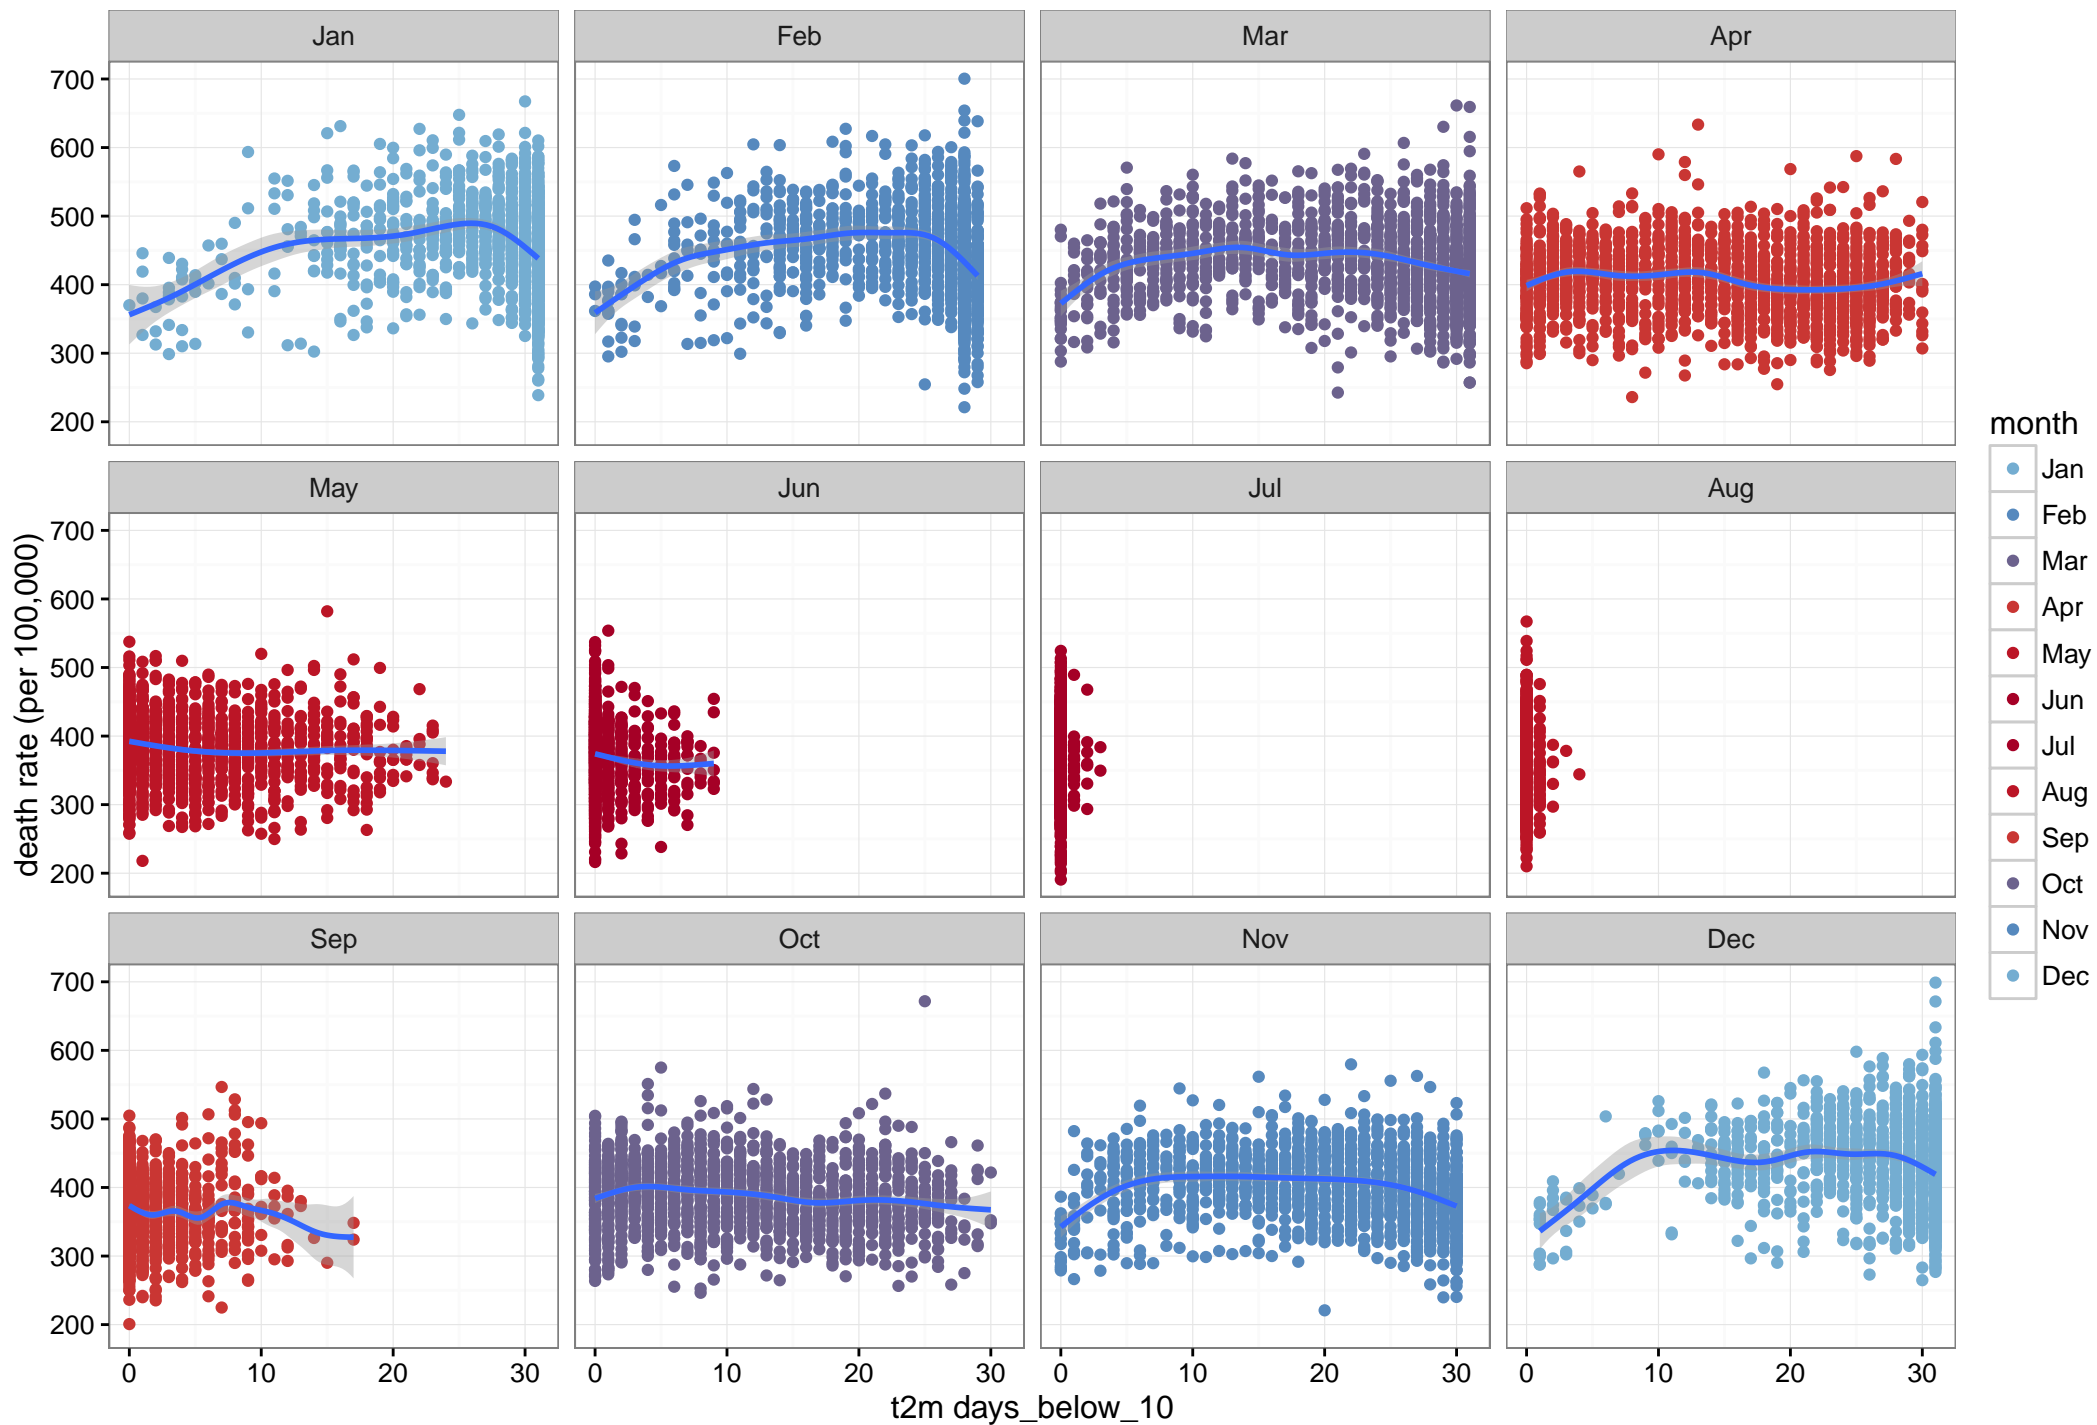 Jan Feb Mar Apr
700
600
500
400
300
200
May Jun Jul Aug
700
600
500
400
300
200
Sep Oct Nov Dec
700
600
500
400
300
200
0 10 20 30 0 10 20 30 0 10 20 30 0 10 20 30
t2m days_below_10
death rate (per 100,000)
month
Jan
Feb
Mar
Apr
May
Jun
Jul
Aug
Sep
Oct
Nov
Dec